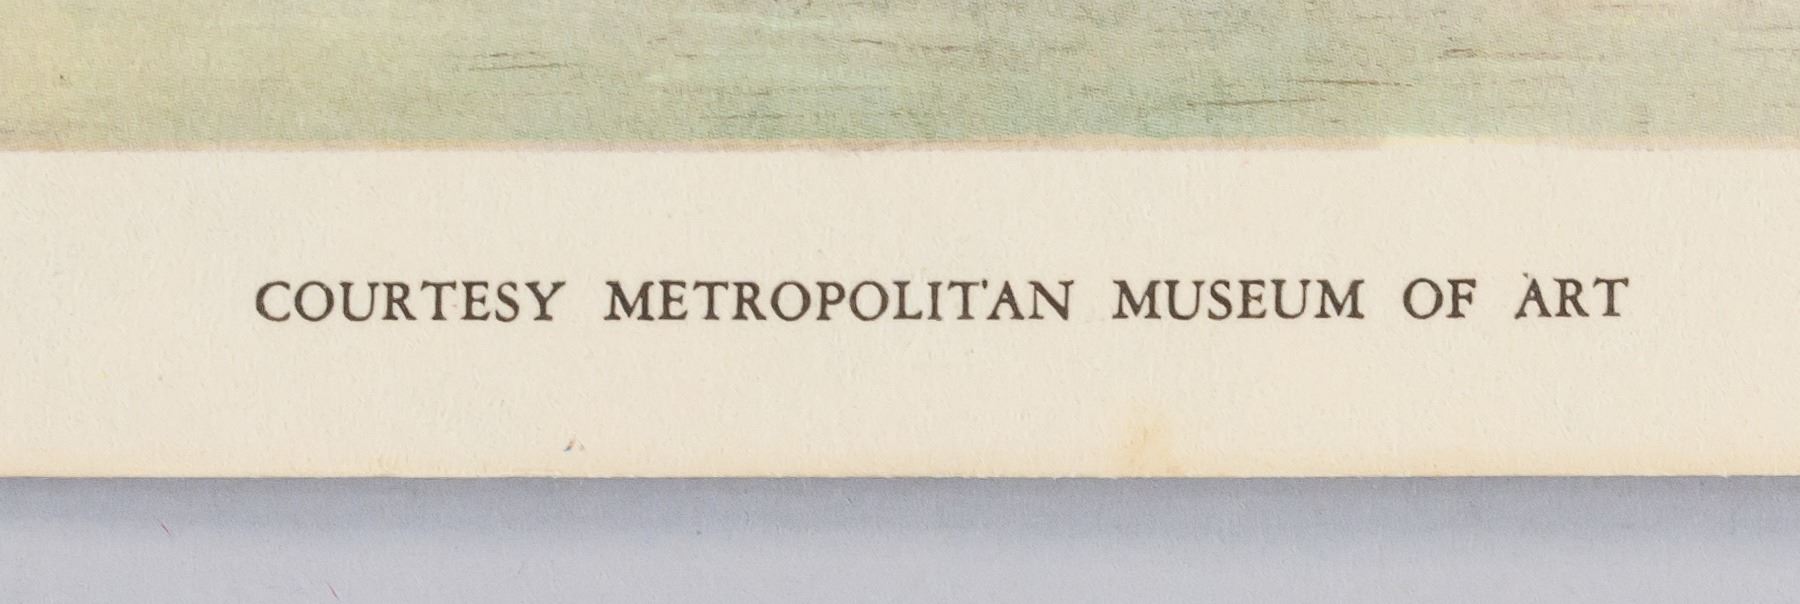 COURTESY METROPOLITAN MUSEUM OF ART